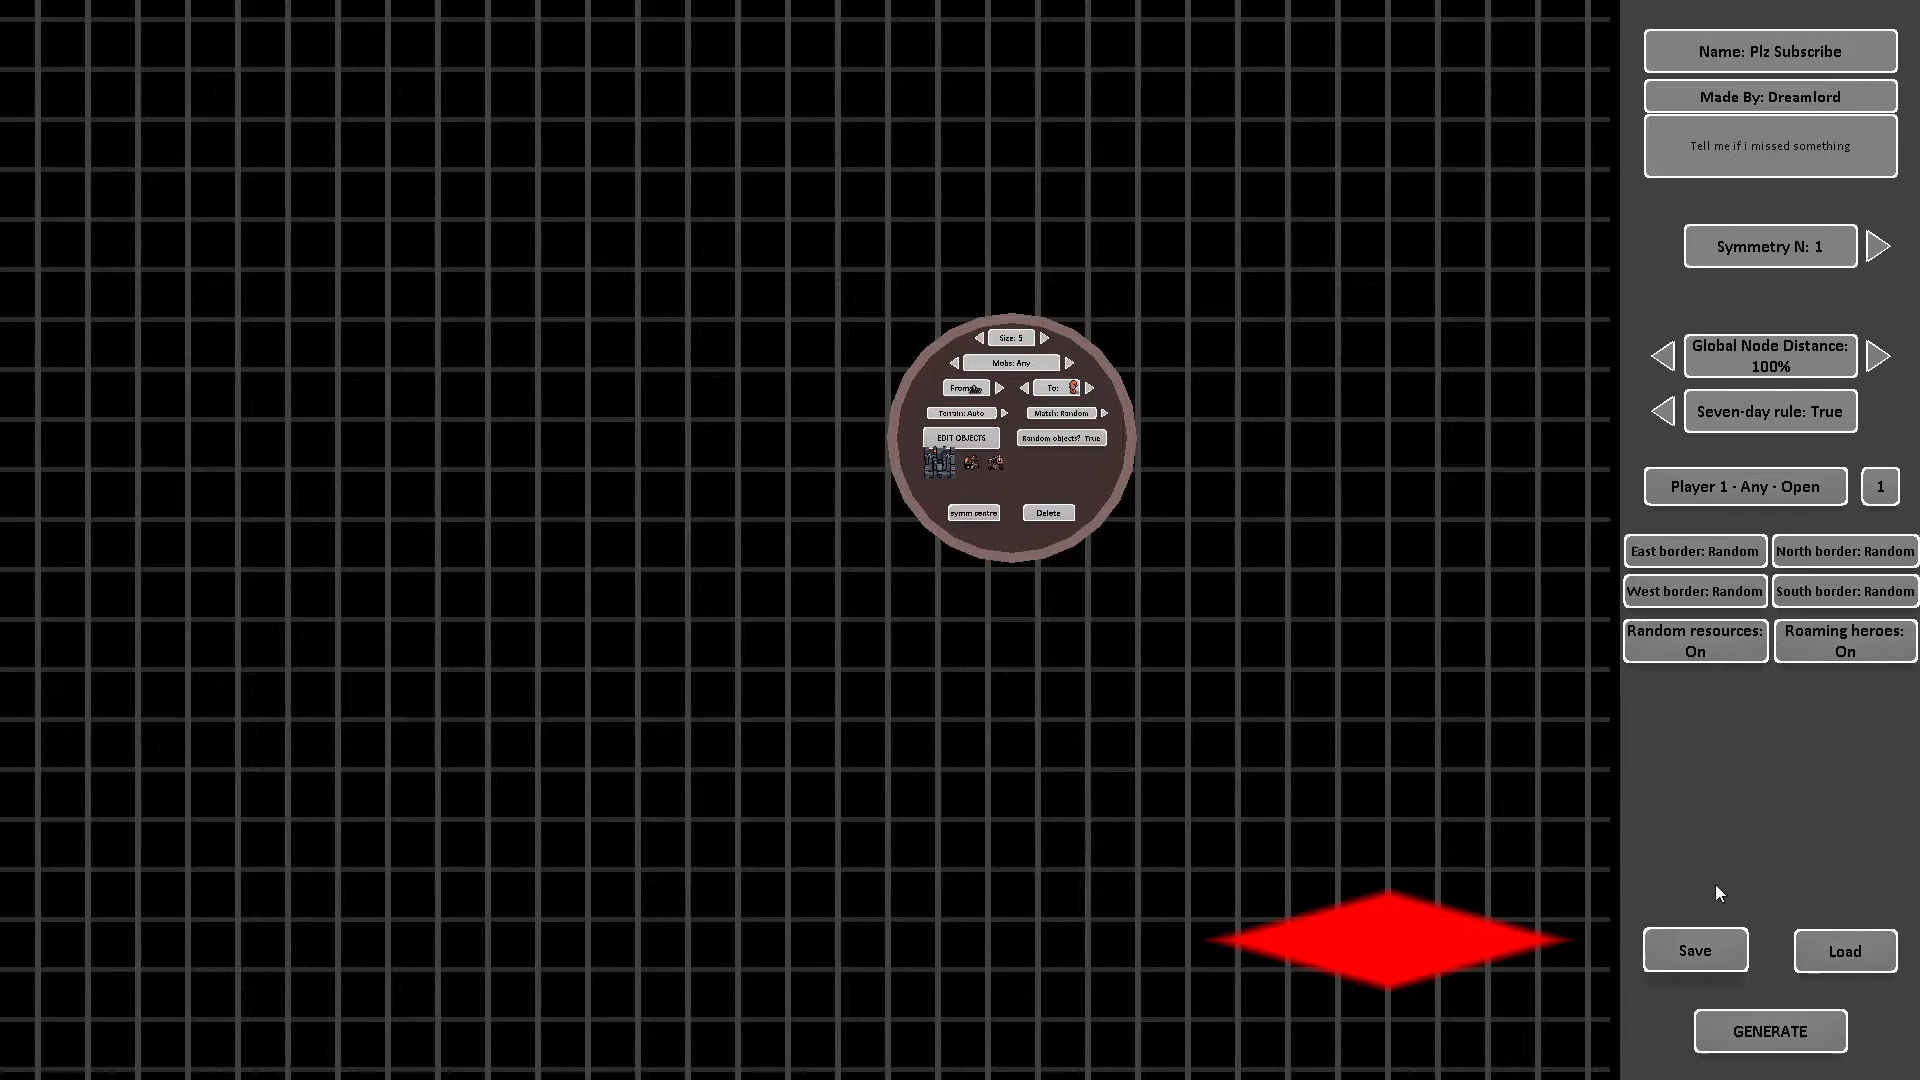 Name: Plz Subscribe
Made By: Dreamlord
Tell me if i missed something
Symmetry N: 1
Global Node Distance:
100%
Seven-day rule: True
Player 1 - Any - Open
1
East border: Random
North border: Random
West border: Random
South border: Random
Random resources:
On
Roaming heroes:
On
Save
Load
GENERATE
Size: 5
Mobs: Any
From:
To:
Terrain: Auto
Match: Random
EDIT OBJECTS
Random objects? True
symm centre
Delete